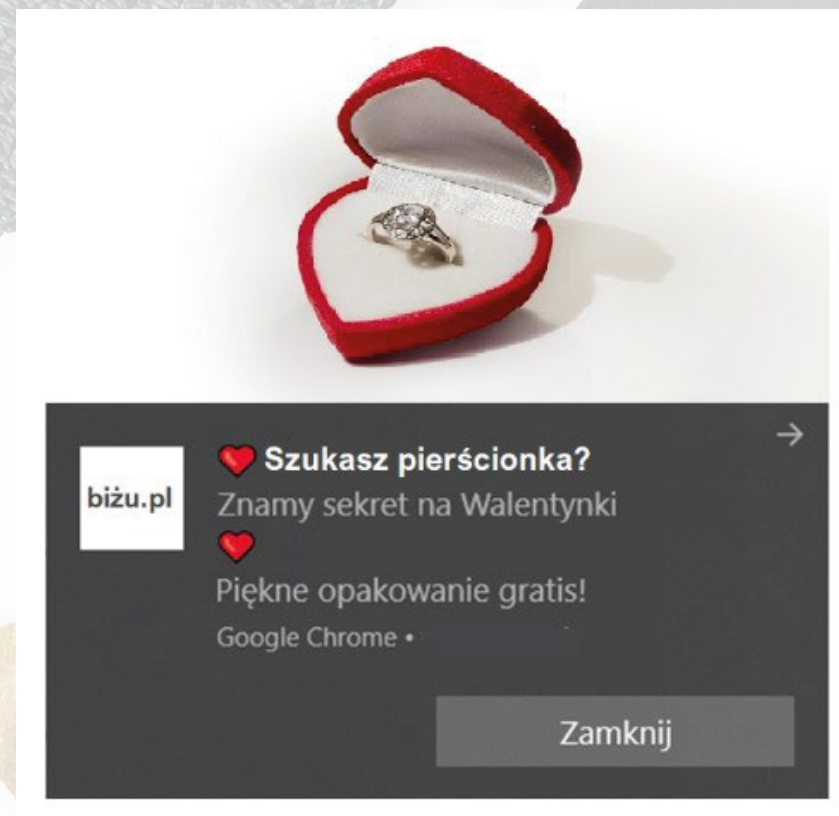 biżu.pl
❤️ Szukasz pierścionka?
Znamy sekret na Walentynki
❤️
Piękne opakowanie gratis!
Google Chrome •
Zamknij